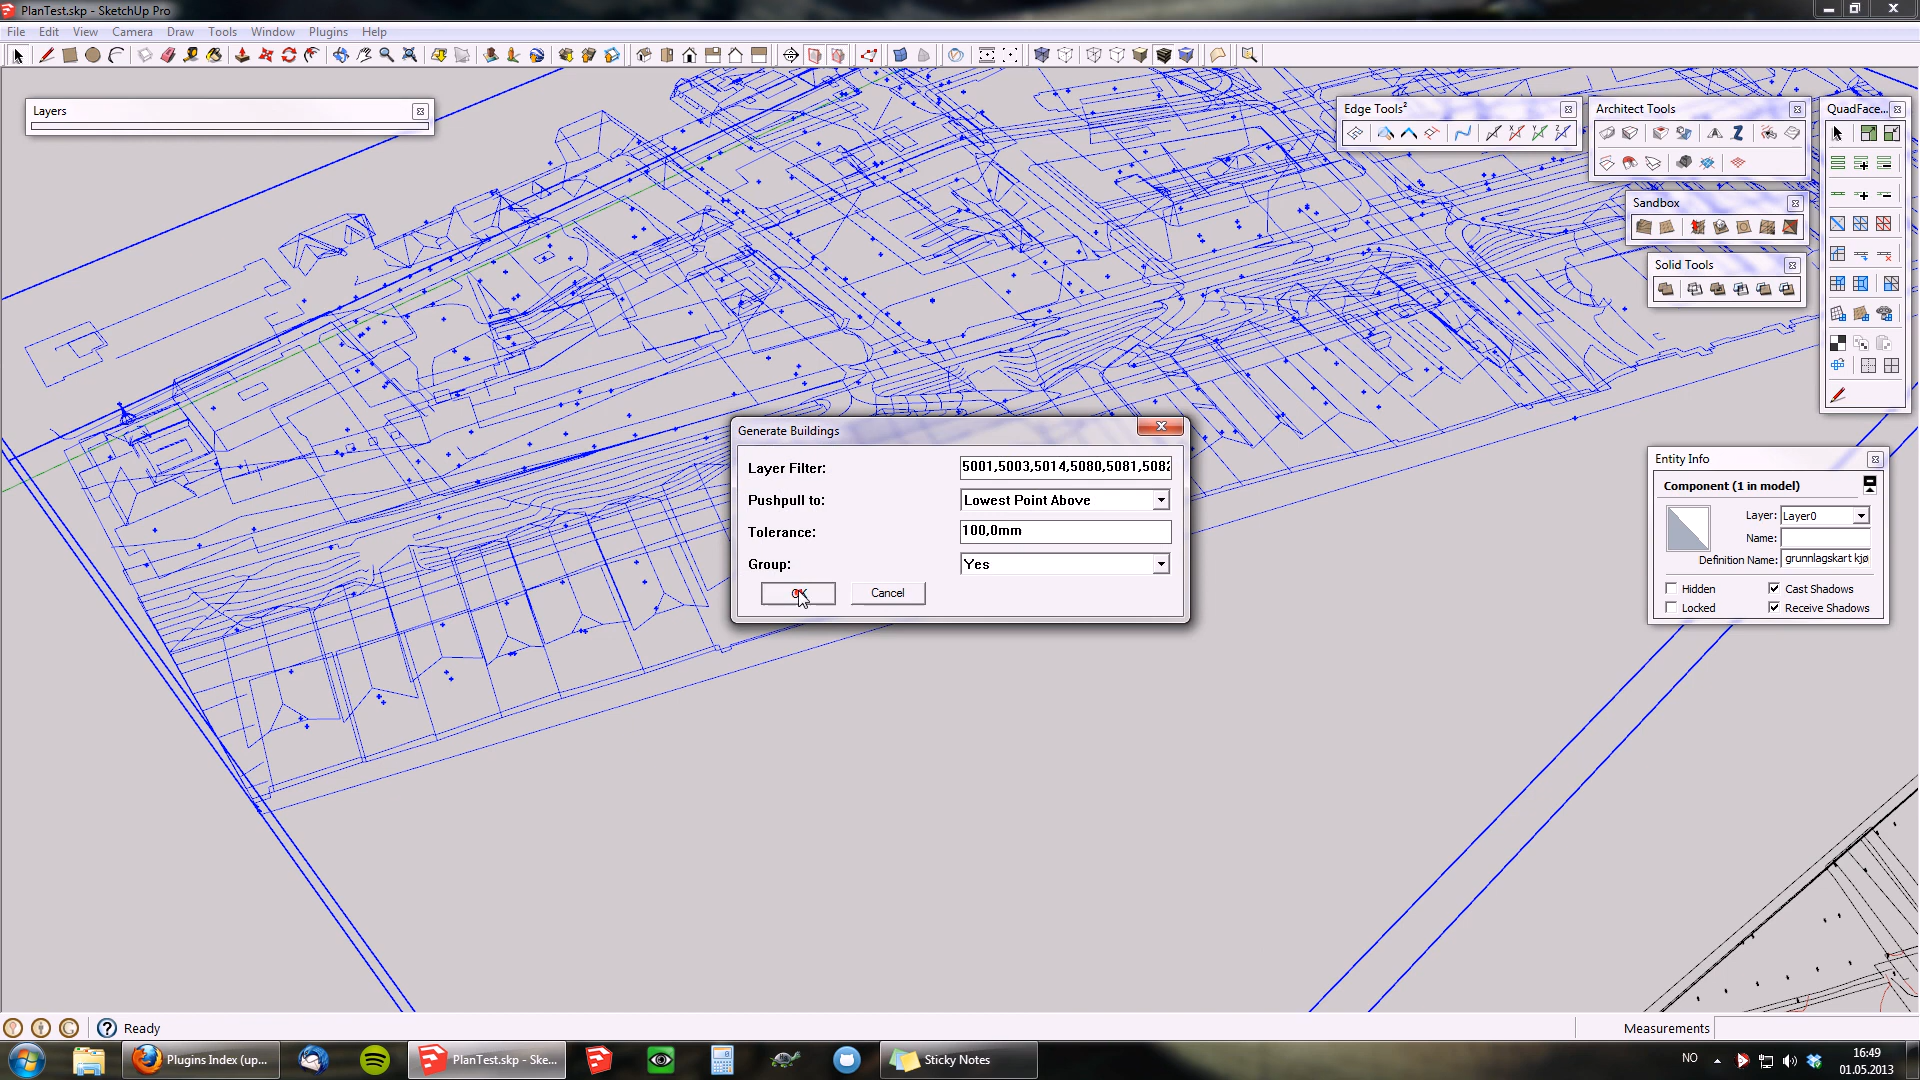 PlanTest.skp - SketchUp Pro
File Edit View Camera Draw Tools Window Plugins Help
Layers
Edge Tools²
Architect Tools
QuadFace...
Sandbox
Solid Tools
Generate Buildings
Layer Filter: 5001,5003,5014,5080,5081,5082
Pushpull to: Lowest Point Above
Tolerance: 100,0mm
Group: Yes
OK Cancel
Entity Info
Component (1 in model)
Layer: Layer0
Name:
Definition Name: grunnlagskart kjø
Hidden Cast Shadows
Locked Receive Shadows
Ready
Measurements
Plugins Index (up...
PlanTest.skp - Ske...
Sticky Notes
NO
16:49
01.05.2013